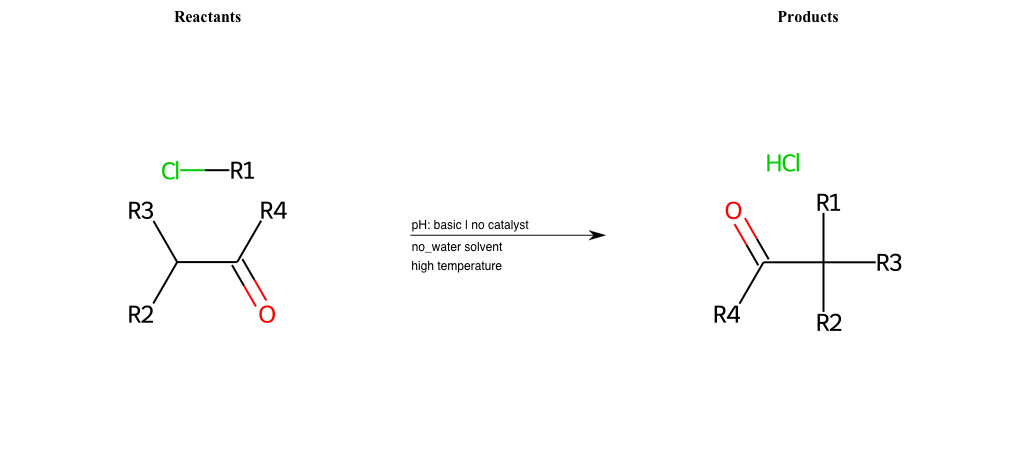 Reactants
Products
Cl R1
R3 R4
R2 O
pH: basic | no catalyst
no_water solvent
high temperature
HCl
O R1
R3
R4 R2